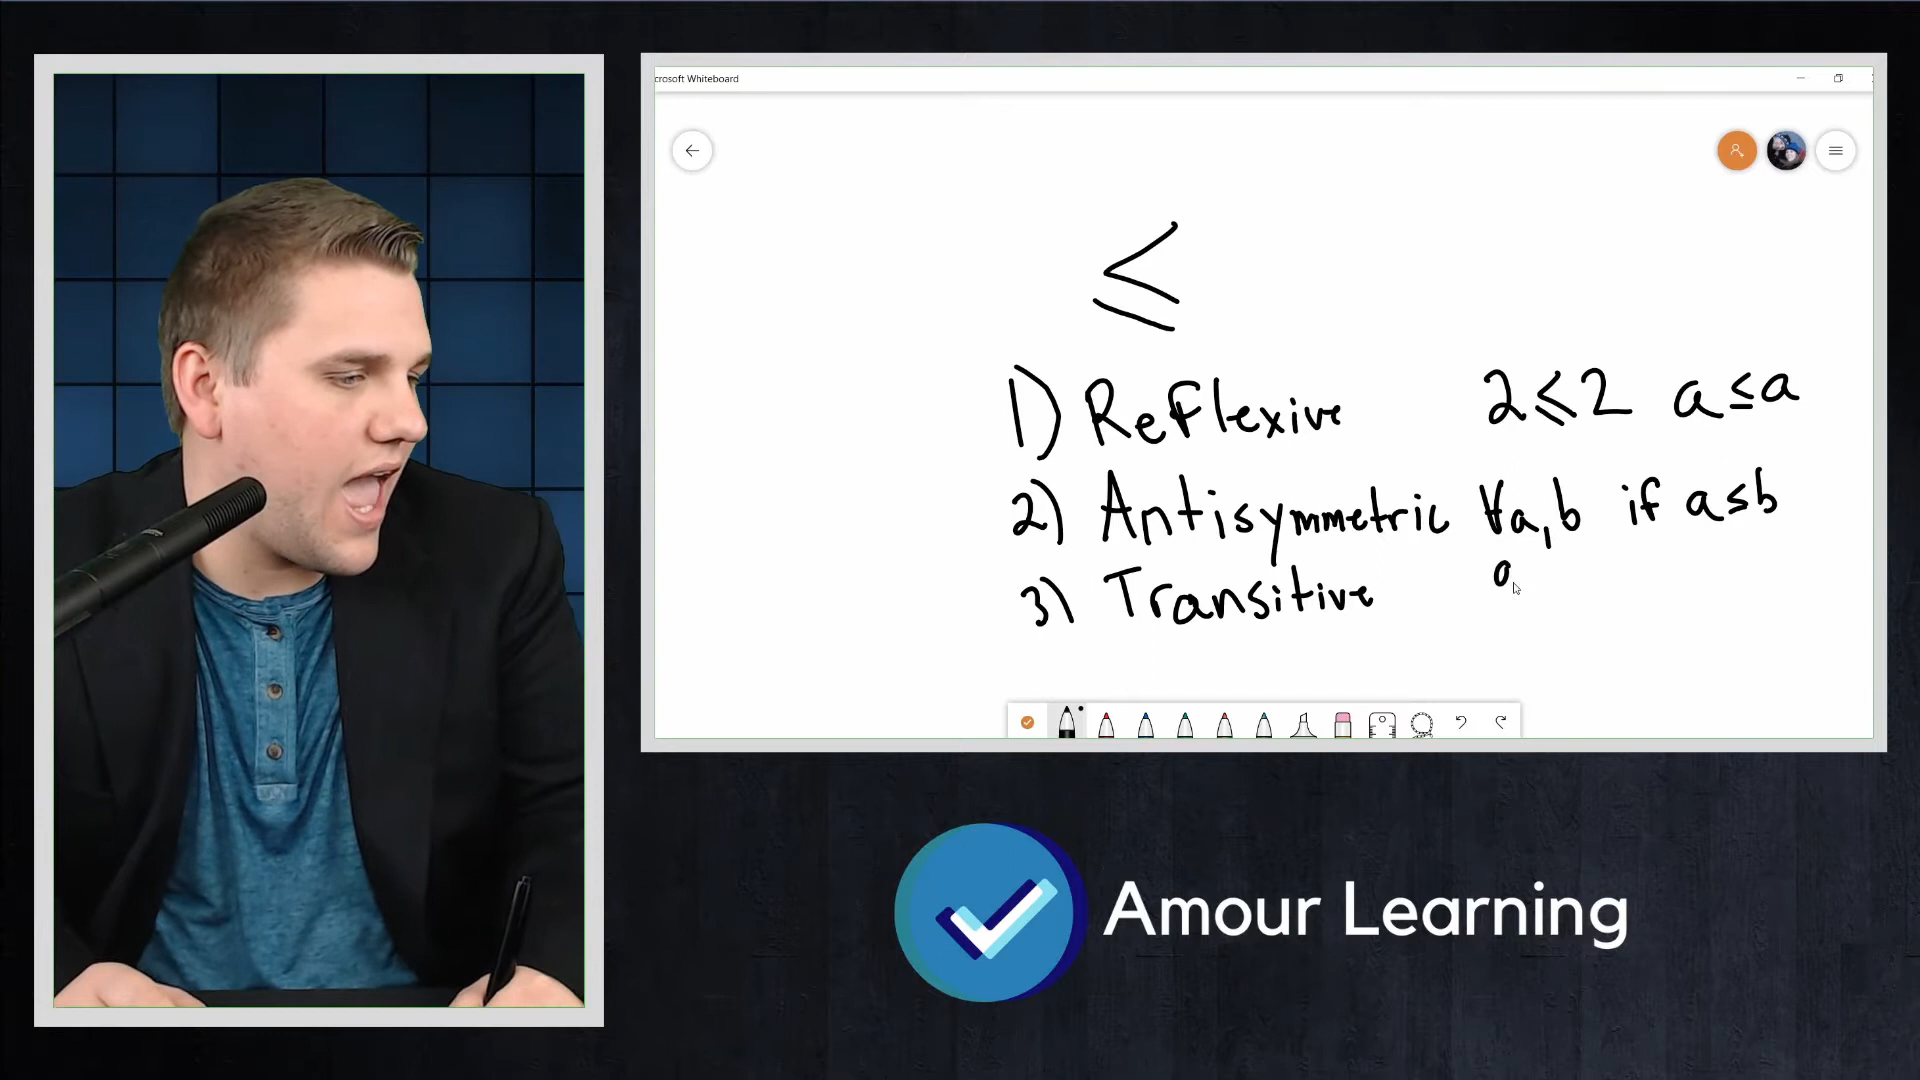 crosoft Whiteboard
≤
1) Reflexive 2≤2 a≤a
2) Antisymmetric ∀a,b if a≤b
a
3) Transitive
Amour Learning